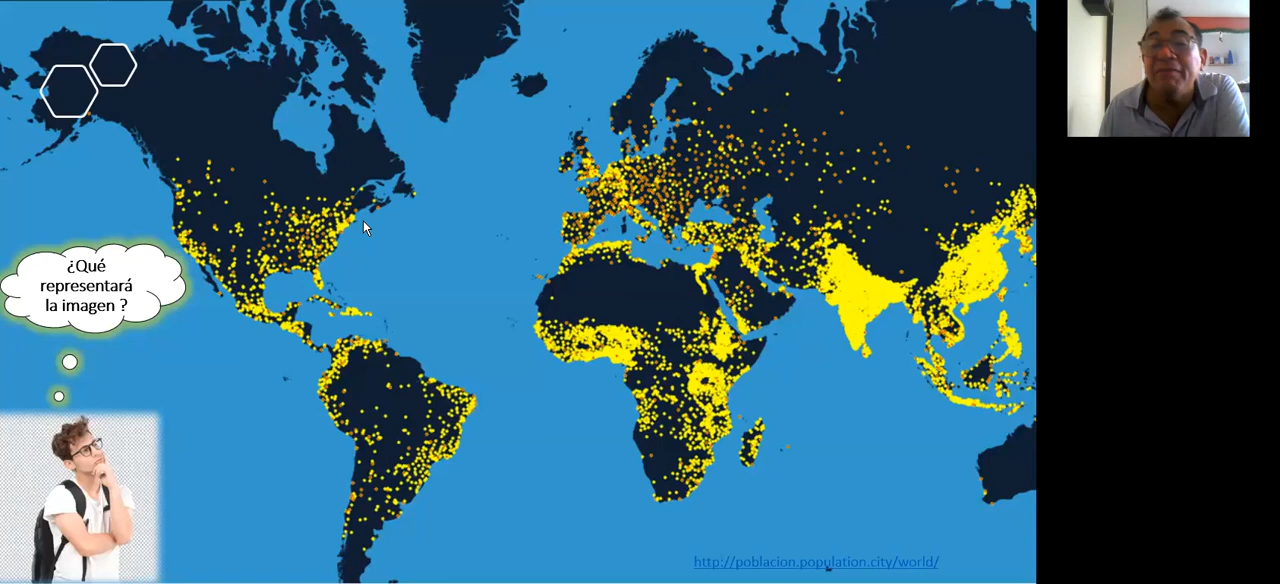 ¿Qué
representará
la imagen ?
http://poblacion.population.city/world/